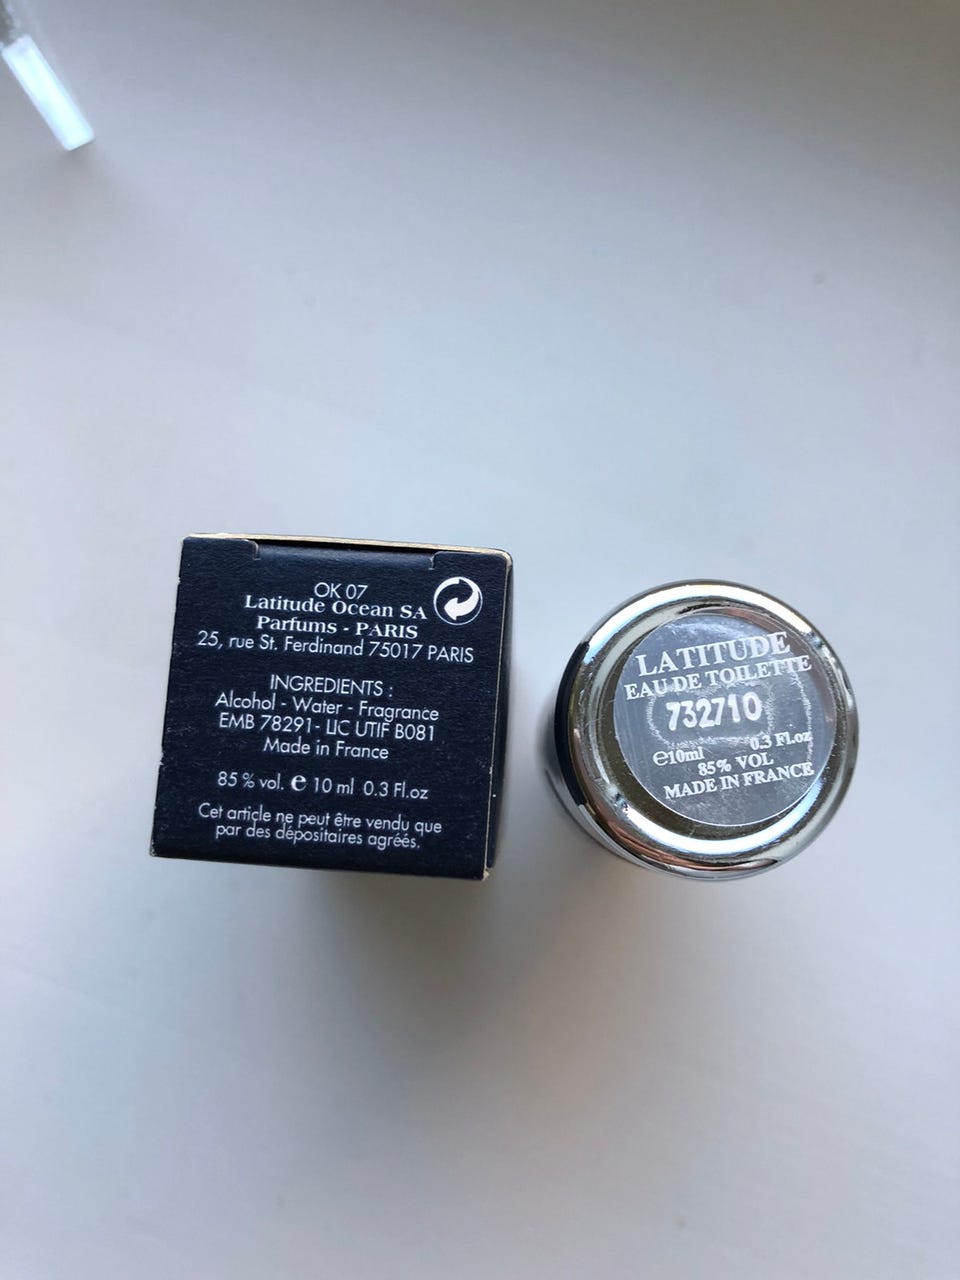 OK 07
Latitude Ocean SA
Parfums - PARIS
25, rue St. Ferdinand 75017 PARIS
INGREDIENTS :
Alcohol - Water - Fragrance
EMB 78291- LIC UTIF B081
Made in France
85 % vol. e 10 ml 0.3 Fl.oz
Cet article ne peut être vendu que
par des dépositaires agréés.
LATITUDE
EAU DE TOILETTE
732710
e10ml 0.3 Fl.oz
85% VOL
MADE IN FRANCE